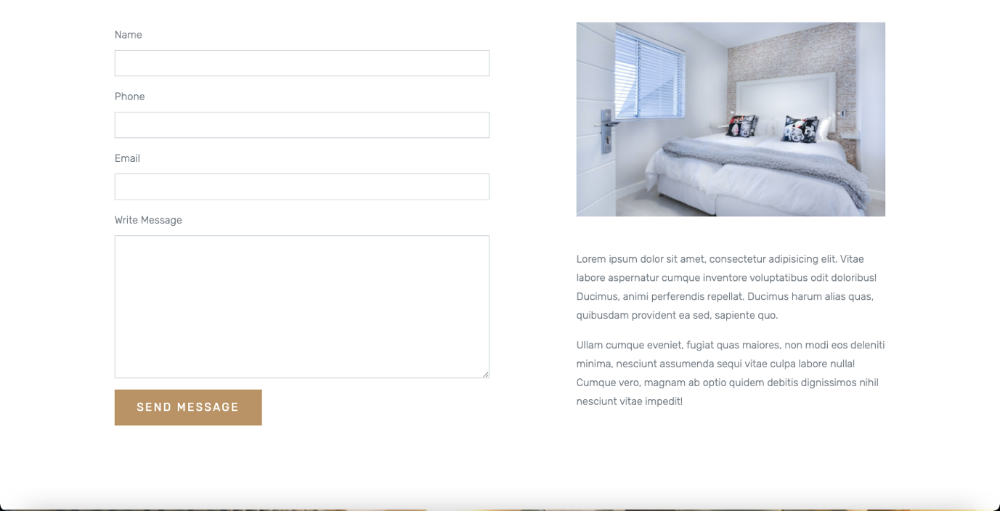 Name
Phone
Email
Write Message
SEND MESSAGE
Lorem ipsum dolor sit amet, consectetur adipisicing elit. Vitae
labore aspernatur cumque inventore voluptatibus odit doloribus!
Ducimus, animi perferendis repellat. Ducimus harum alias quas,
quibusdam provident ea sed, sapiente quo.
Ullam cumque eveniet, fugiat quas maiores, non modi eos deleniti
minima, nesciunt assumenda sequi vitae culpa labore nulla!
Cumque vero, magnam ab optio quidem debitis dignissimos nihil
nesciunt vitae impedit!